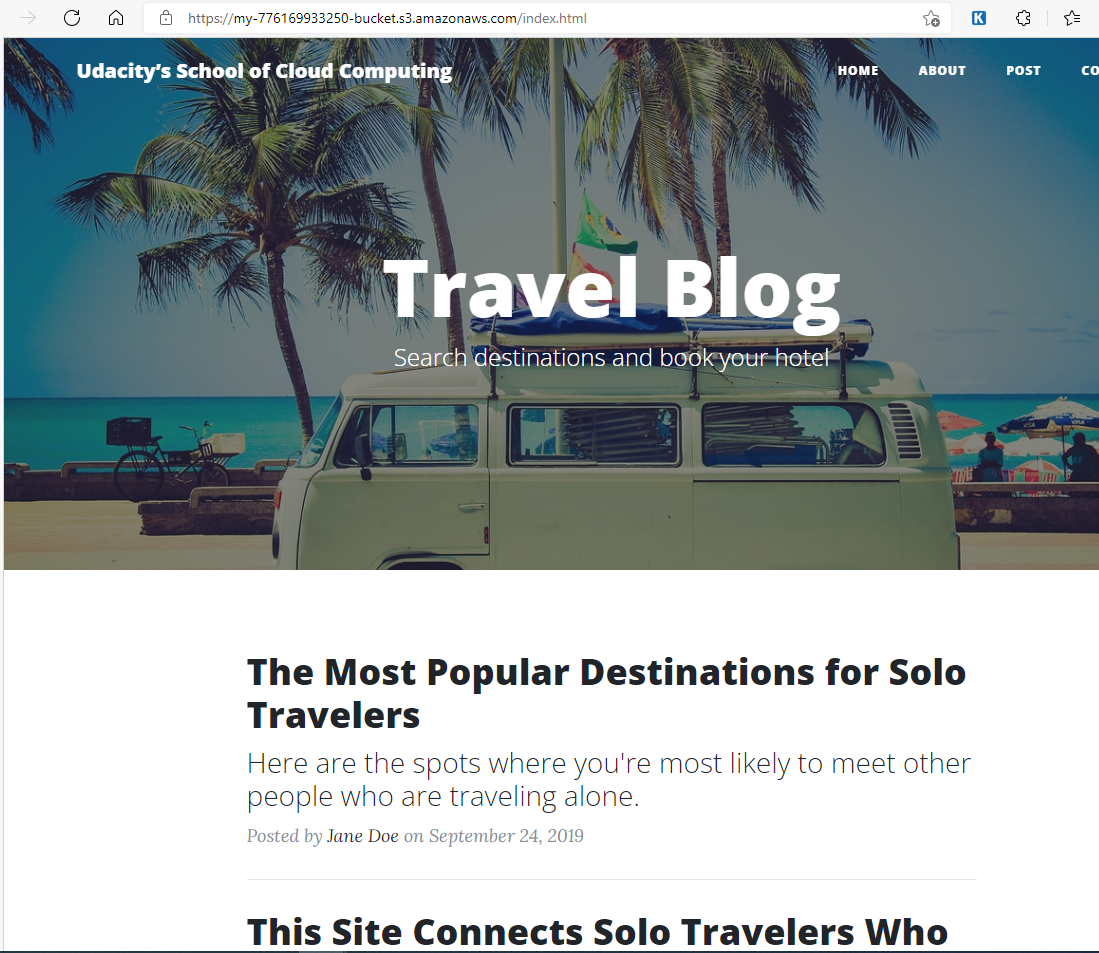 https://my-776169933250-bucket.s3.amazonaws.com/index.html
K
Udacity’s School of Cloud Computing
HOME ABOUT POST CO
Travel Blog
Search destinations and book your hotel
VISA
VISA
The Most Popular Destinations for Solo
Travelers
Here are the spots where you're most likely to meet other
people who are traveling alone.
Posted by Jane Doe on September 24, 2019
This Site Connects Solo Travelers Who